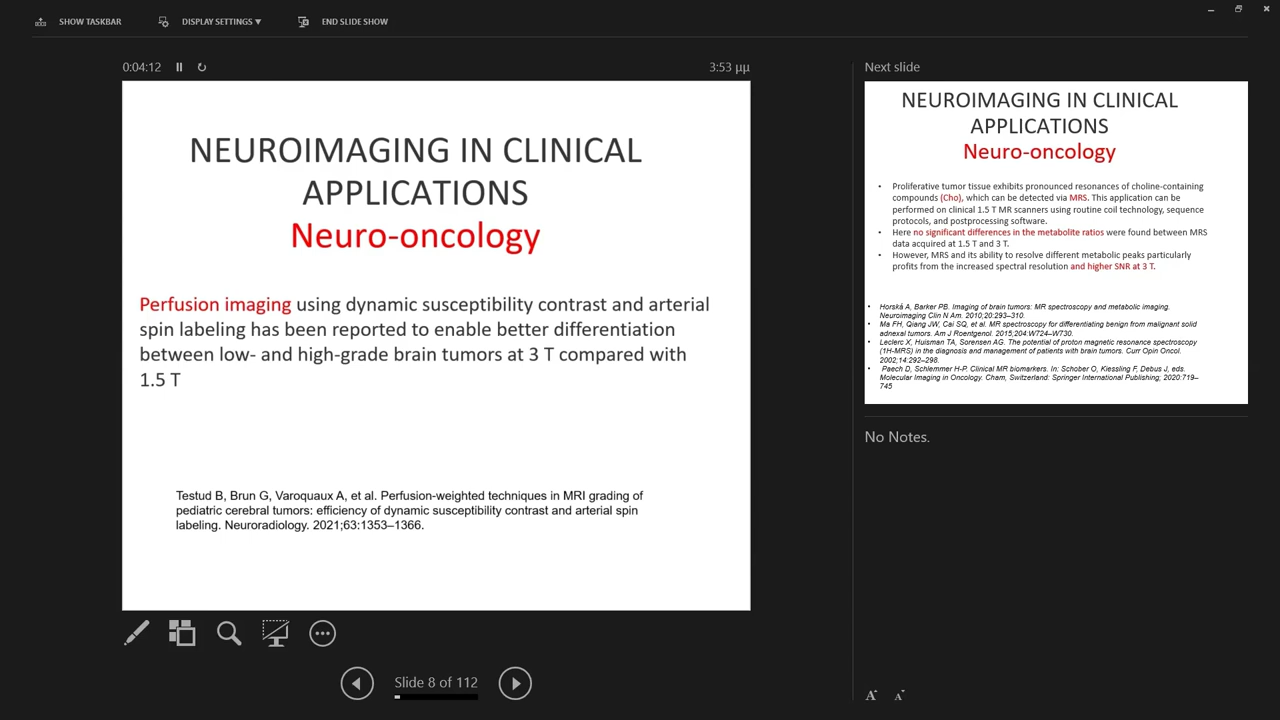 SHOW TASKBAR
DISPLAY SETTINGS ▼
END SLIDE SHOW
0:04:12
3:53 μμ
NEUROIMAGING IN CLINICAL
APPLICATIONS
Neuro-oncology
Perfusion imaging using dynamic susceptibility contrast and arterial
spin labeling has been reported to enable better differentiation
between low- and high-grade brain tumors at 3 T compared with
1.5 T
Testud B, Brun G, Varoquaux A, et al. Perfusion-weighted techniques in MRI grading of
pediatric cerebral tumors: efficiency of dynamic susceptibility contrast and arterial spin
labeling. Neuroradiology. 2021;63:1353–1366.
Slide 8 of 112
Next slide
NEUROIMAGING IN CLINICAL
APPLICATIONS
Neuro-oncology
• Proliferative tumor tissue exhibits pronounced resonances of choline-containing
compounds (Cho), which can be detected via MRS. This application can be
performed on clinical 1.5 T MR scanners using routine coil technology, sequence
protocols, and postprocessing software.
• Here no significant differences in the metabolite ratios were found between MRS
data acquired at 1.5 T and 3 T.
• However, MRS and its ability to resolve different metabolic peaks particularly
profits from the increased spectral resolution and higher SNR at 3 T.
• Horská A, Barker PB. Imaging of brain tumors: MR spectroscopy and metabolic imaging.
Neuroimaging Clin N Am. 2010;20:293–310.
• Ma FH, Qiang JW, Cai SQ, et al. MR spectroscopy for differentiating benign from malignant solid
adnexal tumors. Am J Roentgenol. 2015;204:W724–W730.
• Leclerc X, Huisman TA, Sorensen AG. The potential of proton magnetic resonance spectroscopy
(1H-MRS) in the diagnosis and management of patients with brain tumors. Curr Opin Oncol.
2002;14:292–298.
• Paech D, Schlemmer H-P. Clinical MR biomarkers. In: Schober O, Kiessling F, Debus J, eds.
Molecular Imaging in Oncology. Cham, Switzerland: Springer International Publishing; 2020:719–
745
No Notes.
A A